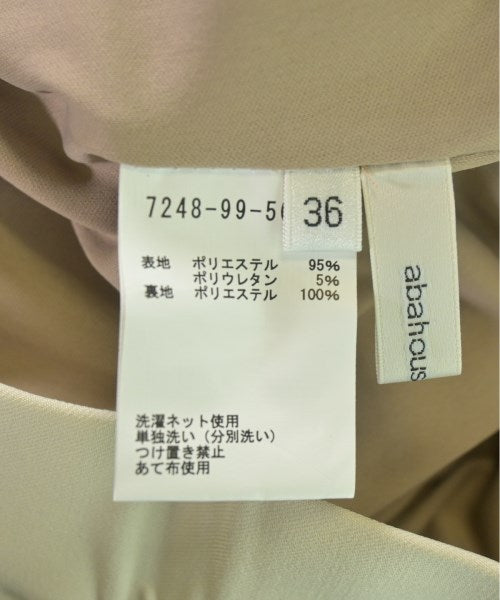 7248-99-5
36
表地 ポリエステル 95%
ポリウレタン 5%
裏地 ポリエステル 100%
洗濯ネット使用
単独洗い（分別洗い）
つけ置き禁止
あて布使用
abahous